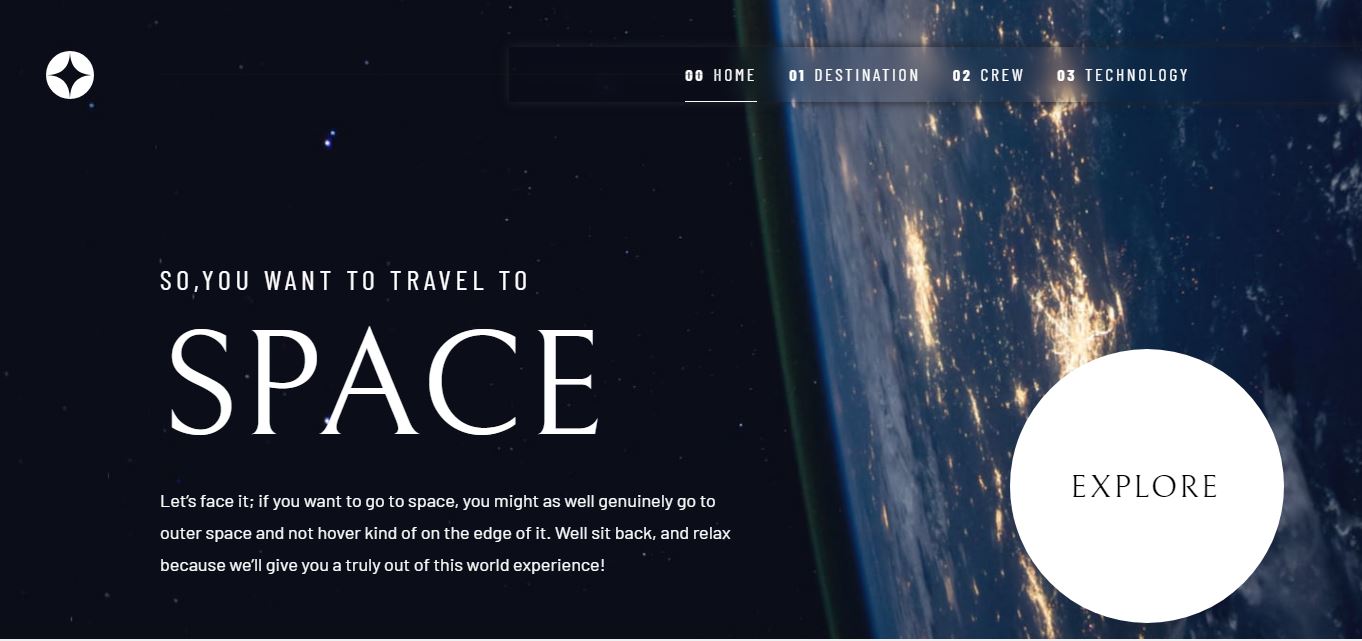 00 HOME 01 DESTINATION 02 CREW 03 TECHNOLOGY
SO,YOU WANT TO TRAVEL TO
SPACE
Let’s face it; if you want to go to space, you might as well genuinely go to
outer space and not hover kind of on the edge of it. Well sit back, and relax
because we’ll give you a truly out of this world experience!
EXPLORE